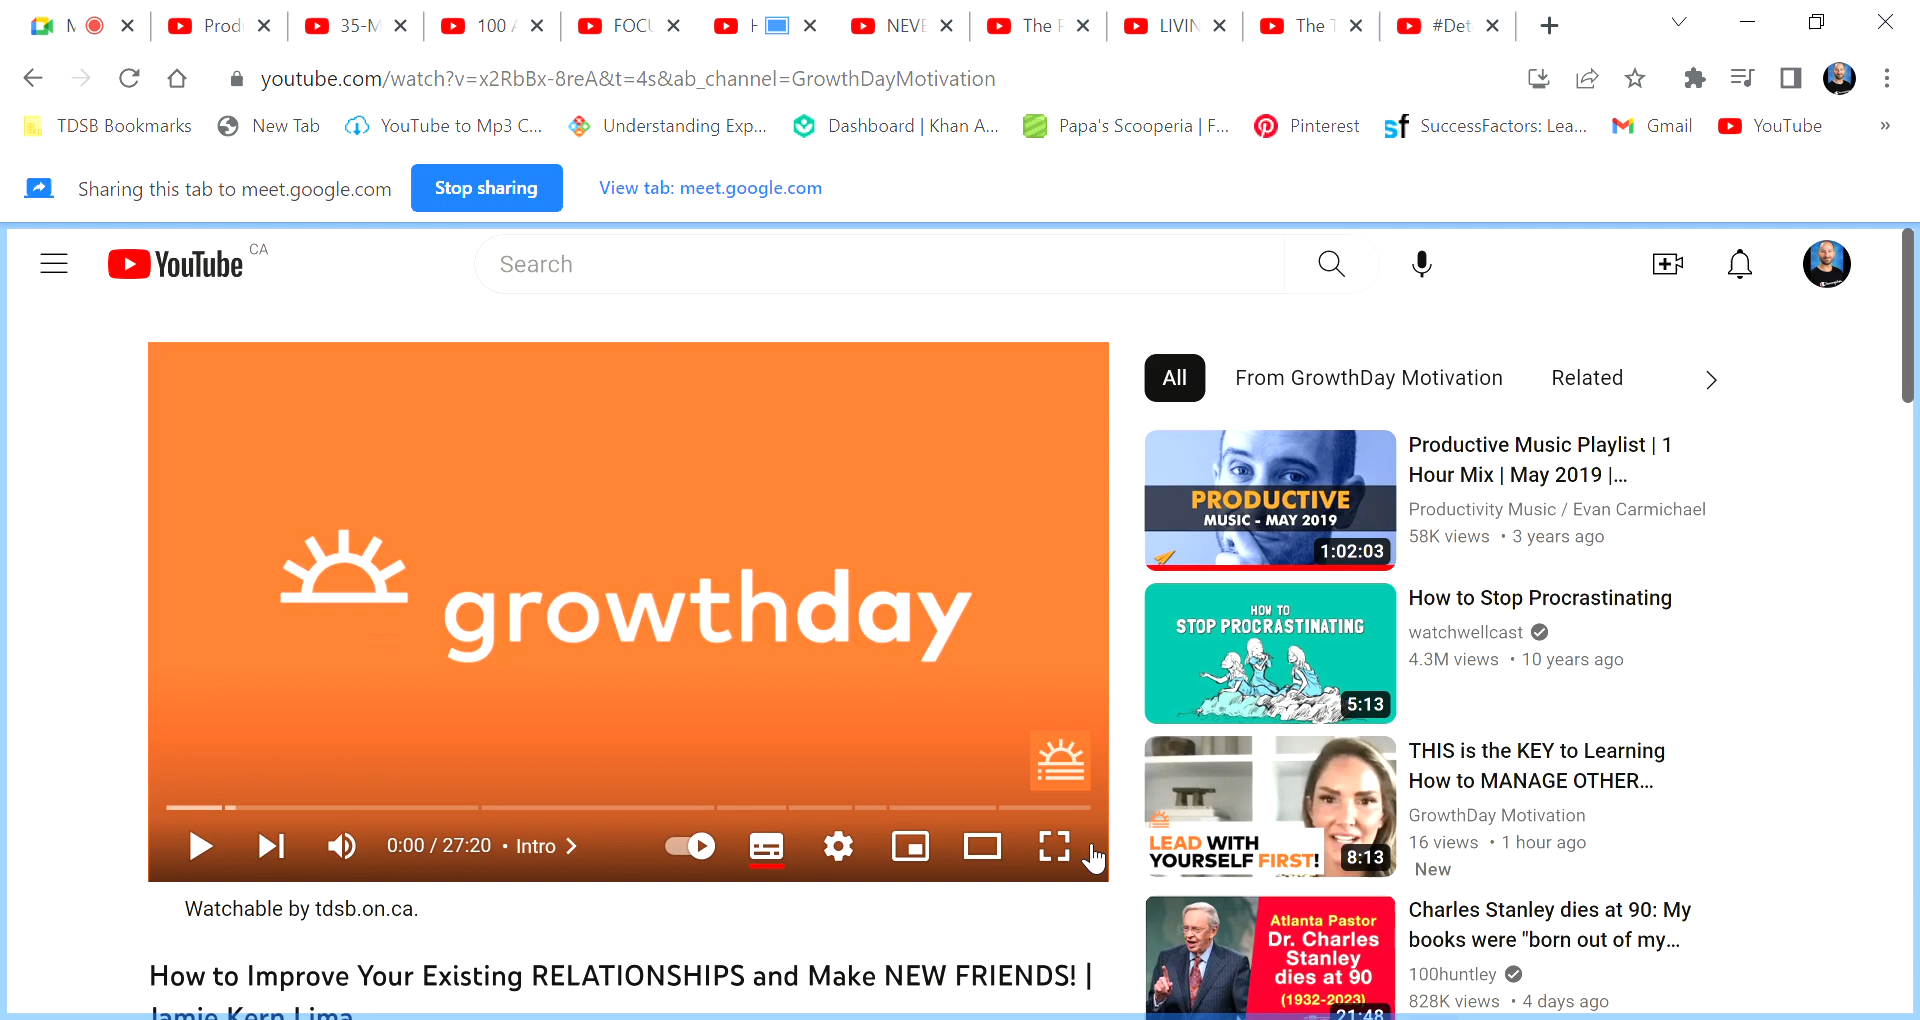 Prod
35-M
100
FOCU
NEVE
The
LIVIN
The
#Det
youtube.com/watch?v=x2RbBx-8reA&t=4s&ab_channel=GrowthDayMotivation
TDSB Bookmarks New Tab YouTube to Mp3 C... Understanding Exp... Dashboard | Khan A... Papa's Scooperia | F... Pinterest SuccessFactors: Lea... Gmail YouTube »
Sharing this tab to meet.google.com Stop sharing View tab: meet.google.com
YouTube CA
Search
growthday
0:00 / 27:20 • Intro
Watchable by tdsb.on.ca.
How to Improve Your Existing RELATIONSHIPS and Make NEW FRIENDS! |
Jamie Kern Lima
All From GrowthDay Motivation Related
PRODUCTIVE
MUSIC - MAY 2019
1:02:03
Productive Music Playlist | 1
Hour Mix | May 2019 |...
Productivity Music / Evan Carmichael
58K views • 3 years ago
HOW TO
STOP PROCRASTINATING
5:13
How to Stop Procrastinating
watchwellcast
4.3M views • 10 years ago
LEAD WITH
YOURSELF FIRST!
8:13
THIS is the KEY to Learning
How to MANAGE OTHER...
GrowthDay Motivation
16 views • 1 hour ago
New
Atlanta Pastor
Dr. Charles
Stanley
dies at 90
(1932-2023)
21:48
Charles Stanley dies at 90: My
books were "born out of my...
100huntley
828K views • 4 days ago